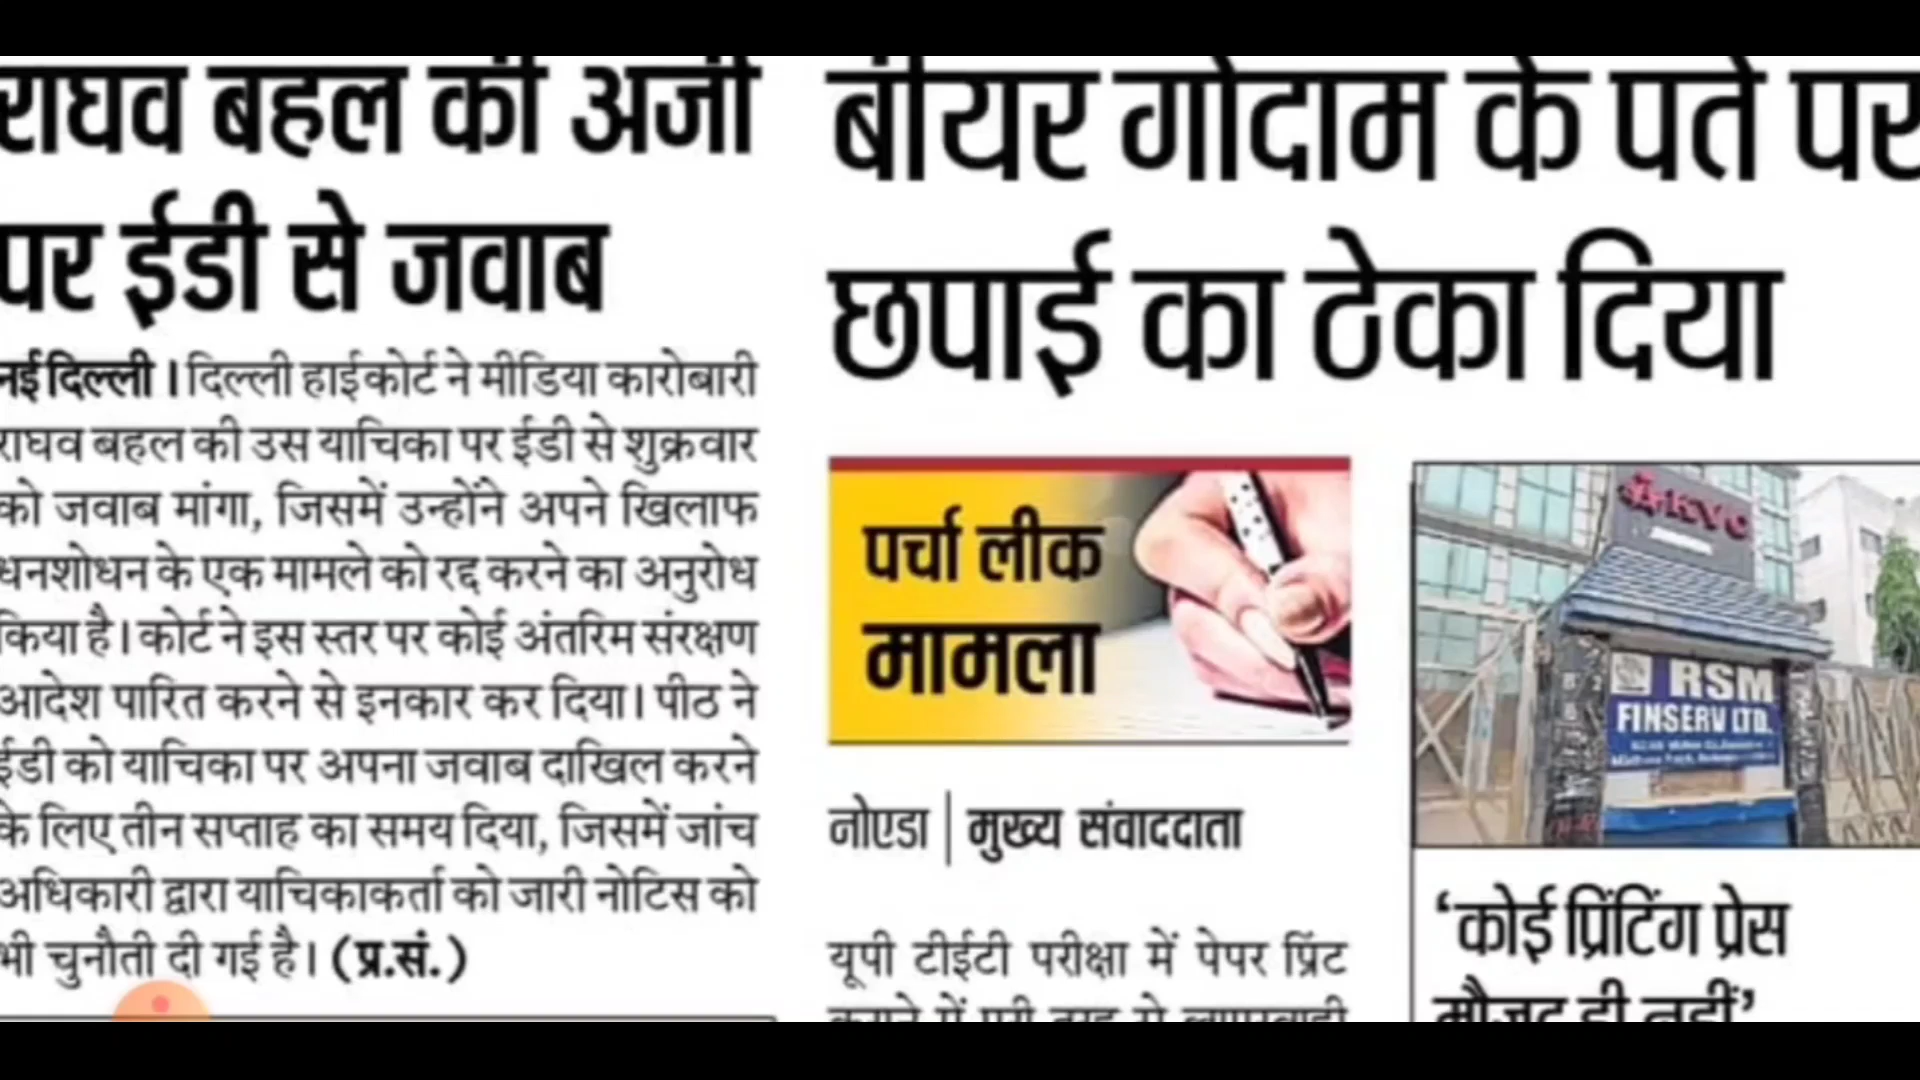 राघव बहल की अर्जी
पर ईडी से जवाब
नई दिल्ली। दिल्ली हाईकोर्ट ने मीडिया कारोबारी
राघव बहल की उस याचिका पर ईडी से शुक्रवार
को जवाब मांगा, जिसमें उन्होंने अपने खिलाफ
धनशोधन के एक मामले को रद्द करने का अनुरोध
किया है। कोर्ट ने इस स्तर पर कोई अंतरिम संरक्षण
आदेश पारित करने से इनकार कर दिया। पीठ ने
ईडी को याचिका पर अपना जवाब दाखिल करने
के लिए तीन सप्ताह का समय दिया, जिसमें जांच
अधिकारी द्वारा याचिकाकर्ता को जारी नोटिस को
भी चुनौती दी गई है। (प्र.सं.)
बीयर गोदाम के पते पर
छपाई का ठेका दिया
पर्चा लीक
मामला
नोएडा | मुख्य संवाददाता
यूपी टीईटी परीक्षा में पेपर प्रिंट
KVC
RSM
FINSERV LTD.
‘कोई प्रिंटिंग प्रेस
मौजूद ही नहीं’